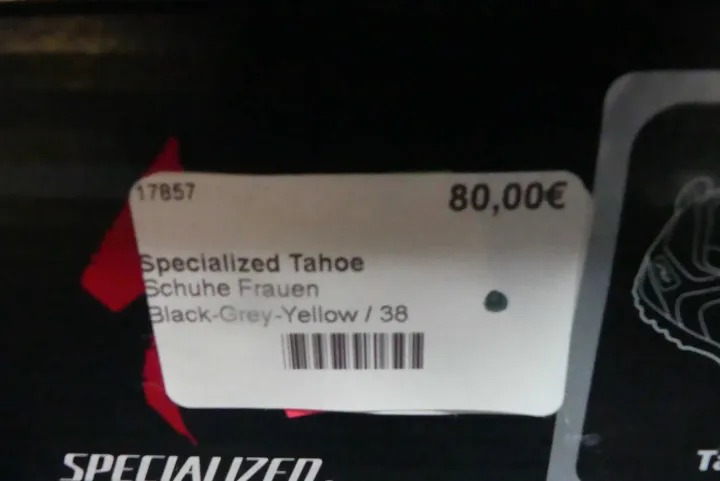 17857
80,00€
Specialized Tahoe
Schuhe Frauen
Black-Grey-Yellow / 38
SPECIALIZED